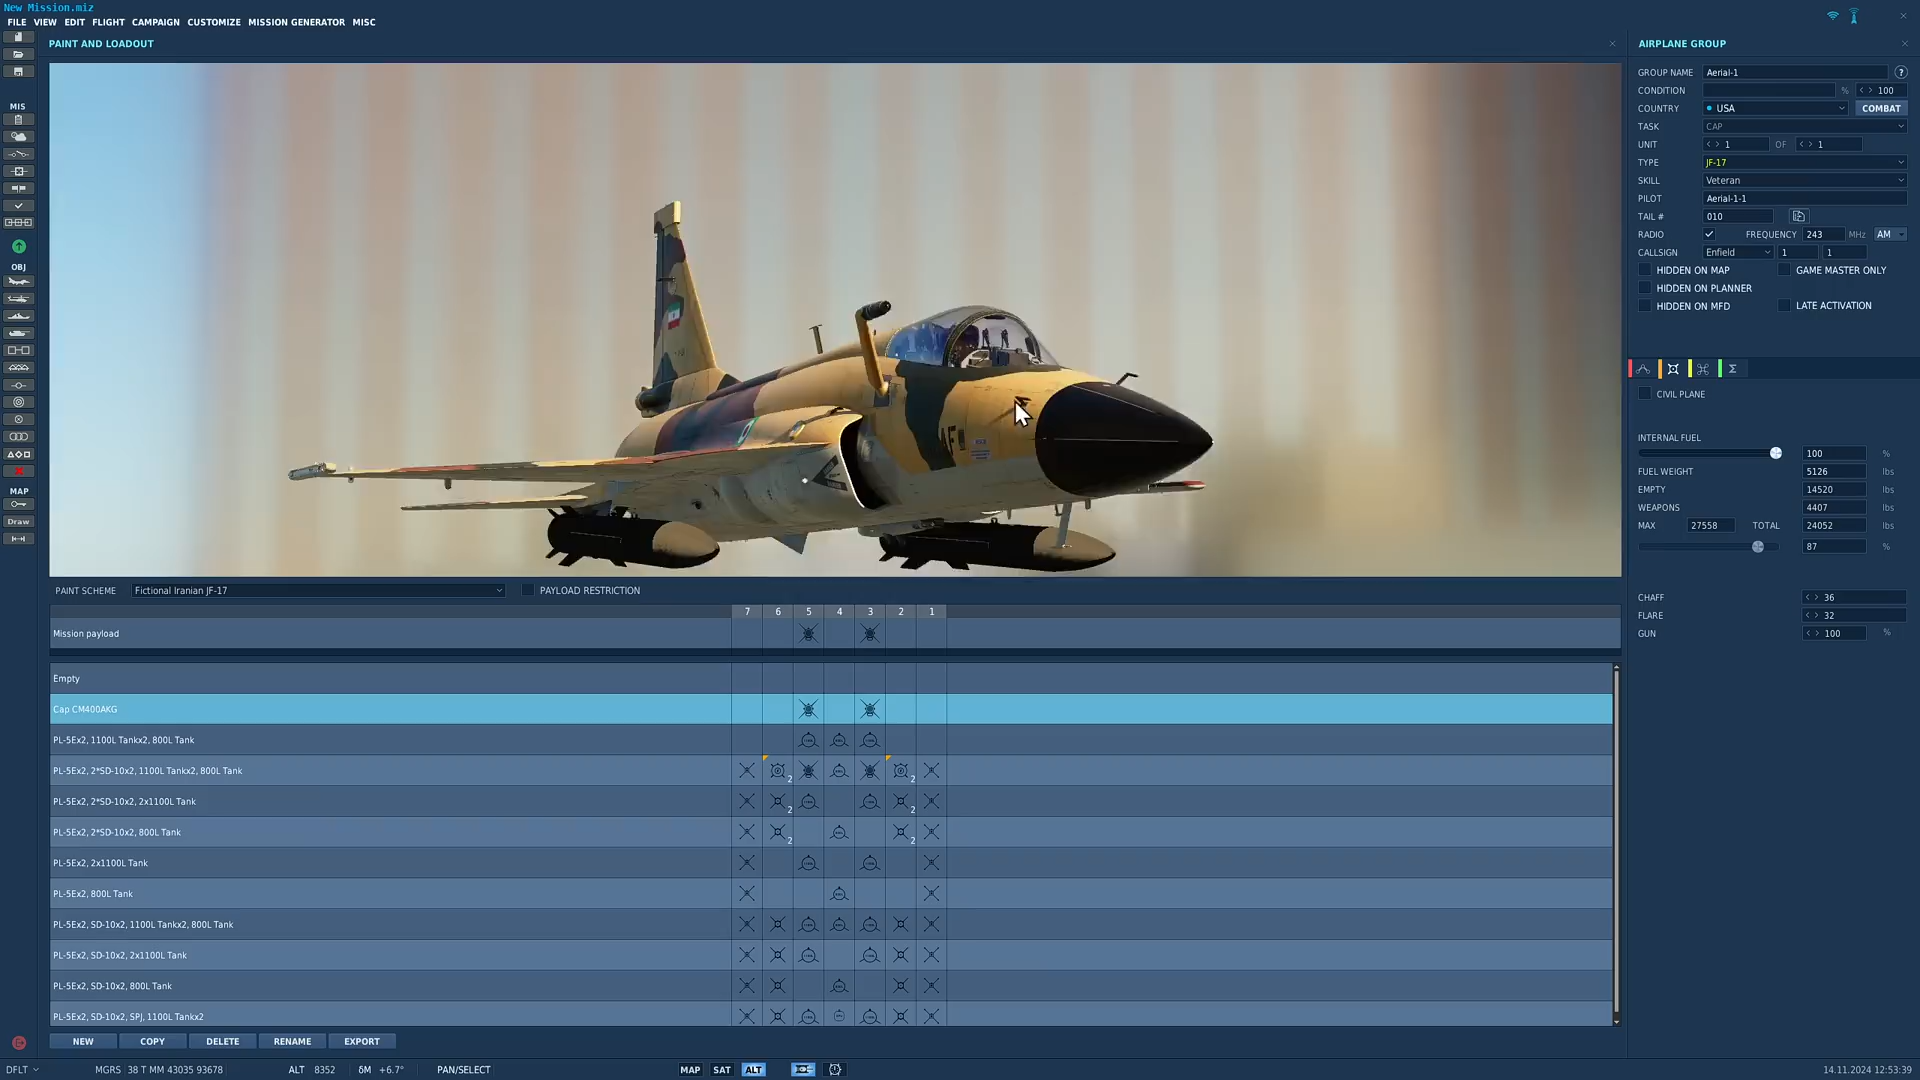 New Mission.miz
FILE VIEW EDIT FLIGHT CAMPAIGN CUSTOMIZE MISSION GENERATOR MISC
PAINT AND LOADOUT
MIS
OBJ
MAP
Draw
AF
PAINT SCHEME Fictional Iranian JF-17 PAYLOAD RESTRICTION
7 6 5 4 3 2 1
Mission payload
Empty
Cap CM400AKG
PL-5Ex2, 1100L Tankx2, 800L Tank
PL-5Ex2, 2*SD-10x2, 1100L Tankx2, 800L Tank 2 2
PL-5Ex2, 2*SD-10x2, 2x1100L Tank 2 2
PL-5Ex2, 2*SD-10x2, 800L Tank 2 2
PL-5Ex2, 2x1100L Tank
PL-5Ex2, 800L Tank
PL-5Ex2, SD-10x2, 1100L Tankx2, 800L Tank
PL-5Ex2, SD-10x2, 2x1100L Tank
PL-5Ex2, SD-10x2, 800L Tank
PL-5Ex2, SD-10x2, SPJ, 1100L Tankx2
NEW COPY DELETE RENAME EXPORT
AIRPLANE GROUP
GROUP NAME Aerial-1 ?
CONDITION % < > 100
COUNTRY USA COMBAT
TASK CAP
UNIT < > 1 OF < > 1
TYPE JF-17
SKILL Veteran
PILOT Aerial-1-1
TAIL # 010
RADIO FREQUENCY 243 MHz AM
CALLSIGN Enfield 1 1
HIDDEN ON MAP GAME MASTER ONLY
HIDDEN ON PLANNER
HIDDEN ON MFD LATE ACTIVATION
Σ
CIVIL PLANE
INTERNAL FUEL
100 %
FUEL WEIGHT 5126 lbs
EMPTY 14520 lbs
WEAPONS 4407 lbs
MAX 27558 TOTAL 24052 lbs
87 %
CHAFF < > 36
FLARE < > 32
GUN < > 100 %
DFLT MGRS 38 T MM 43035 93678 ALT 8352 δM +6.7° PAN/SELECT MAP SAT ALT 14.11.2024 12:53:39